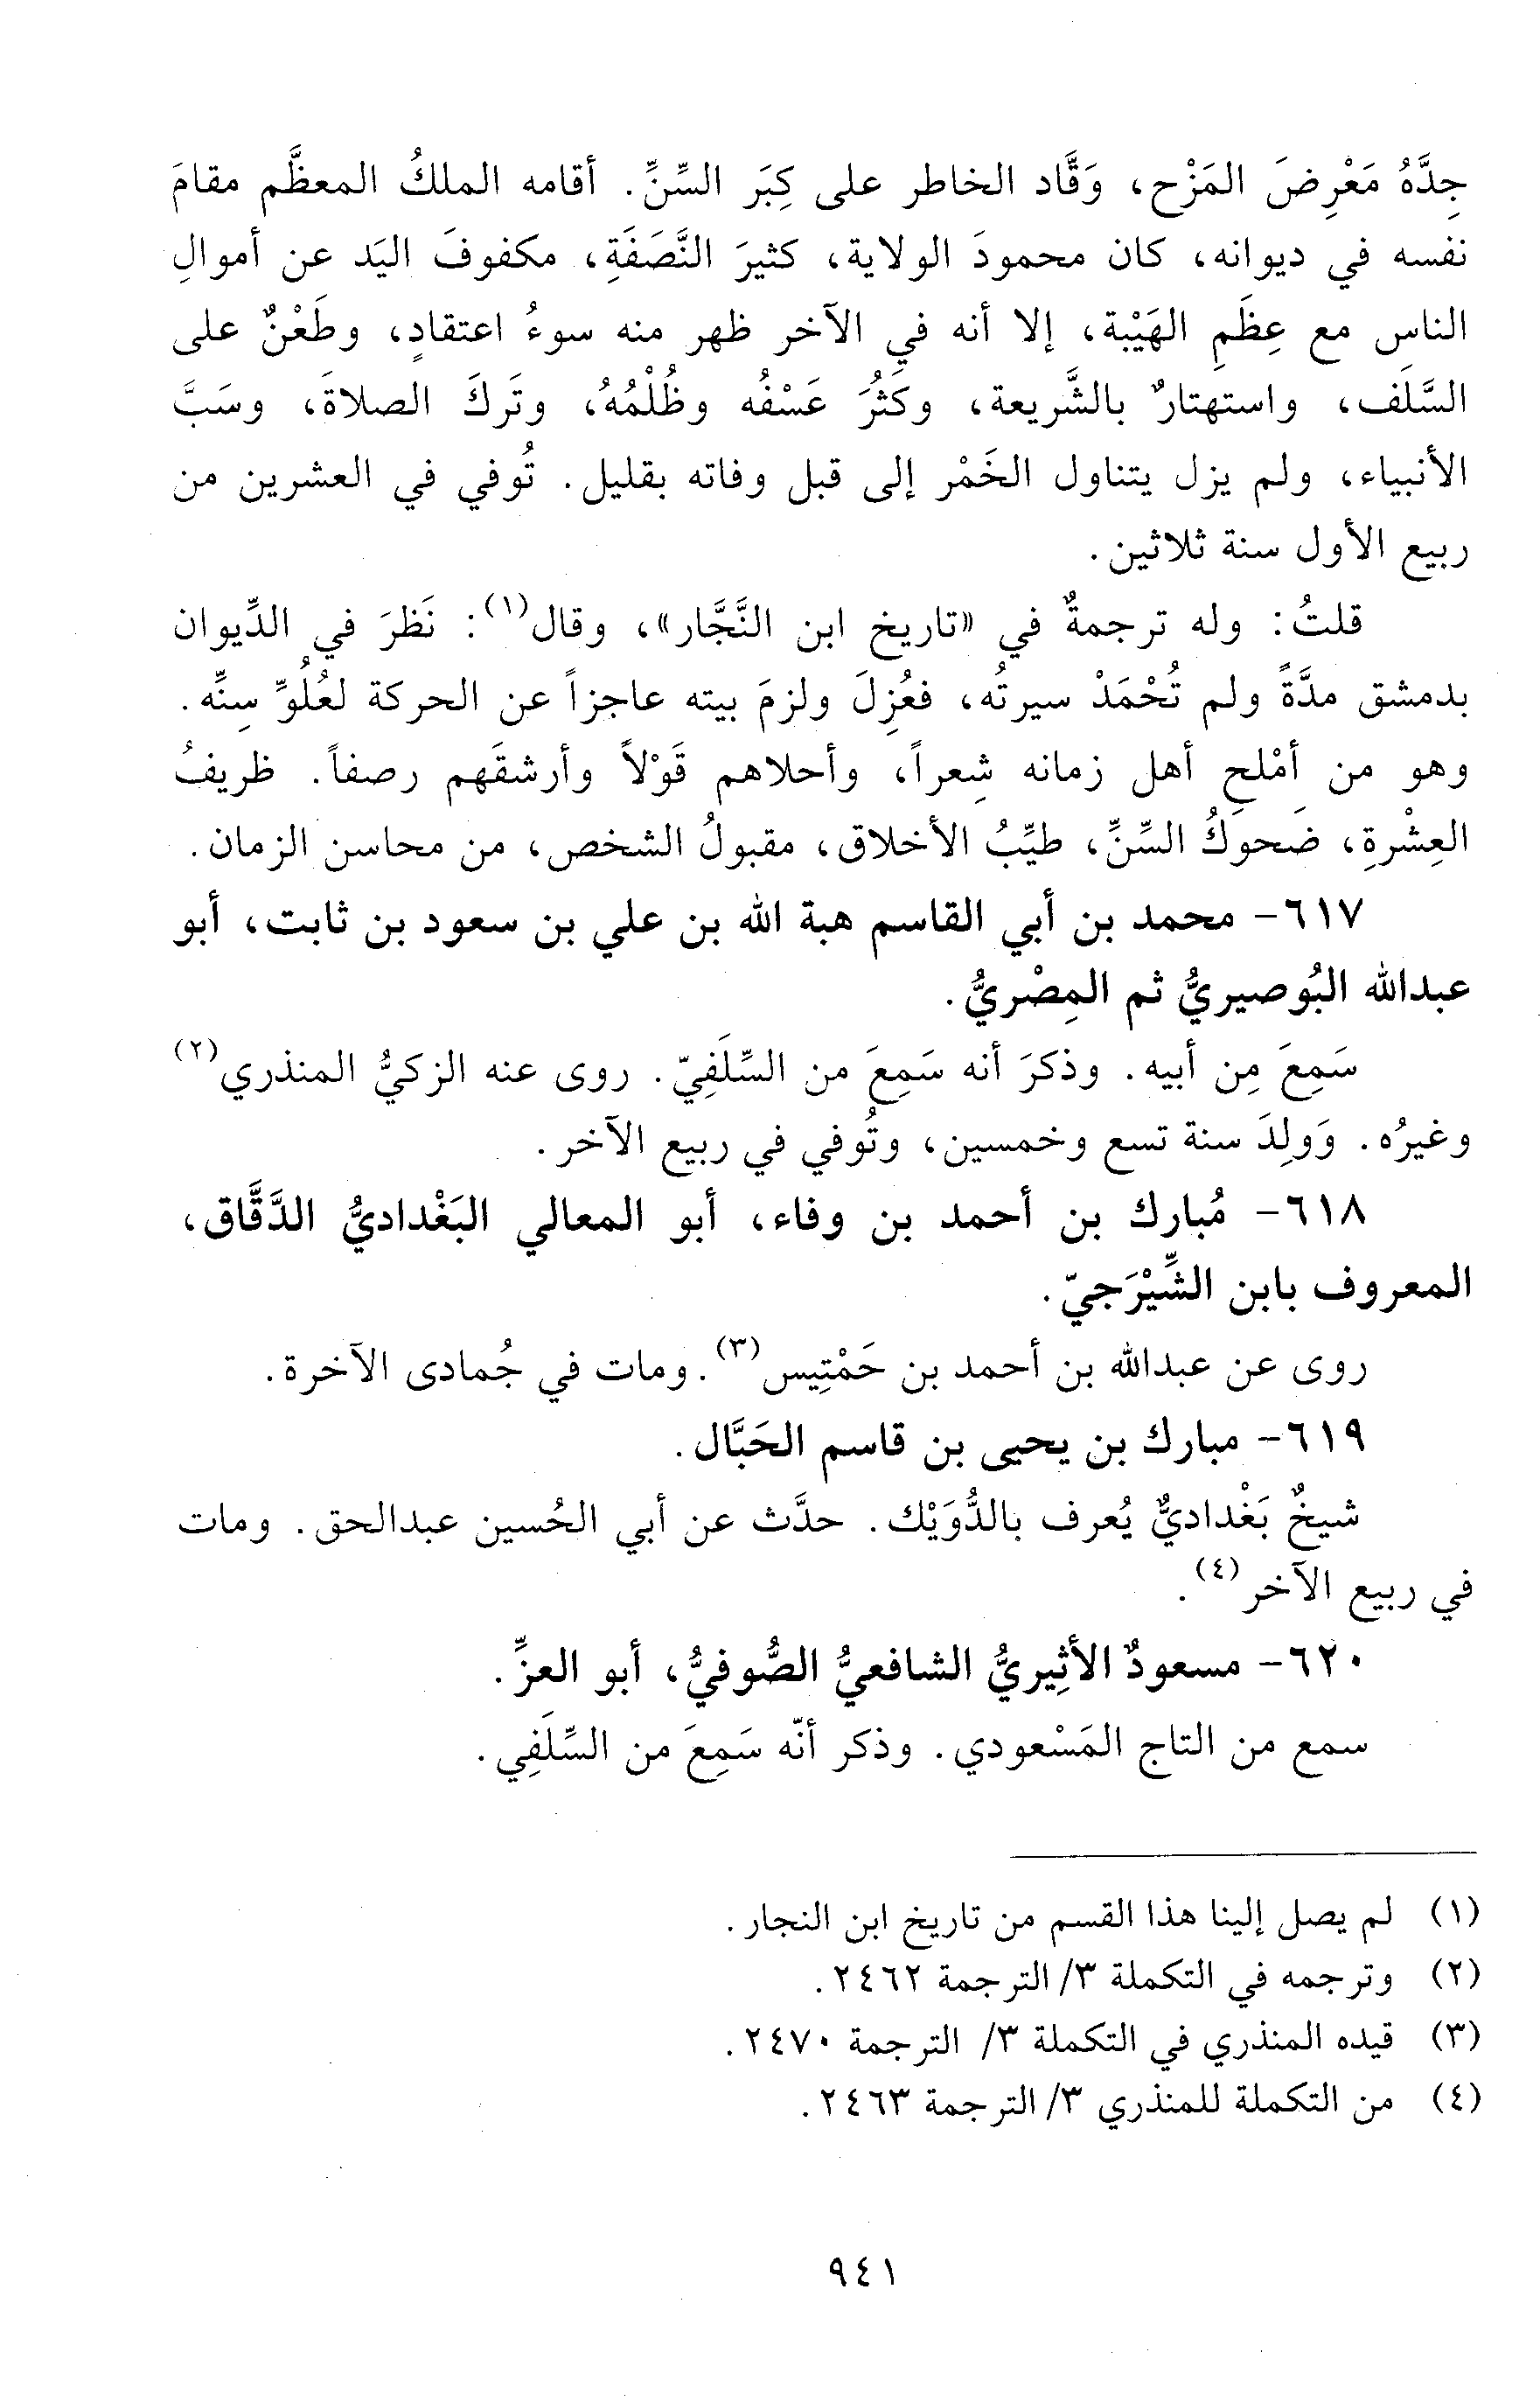 جِدَّهُ مَعْرِضَ المَزْحِ، وَقَّاد الخاطر على كِبَر السِّنِّ. أقامه الملكُ المعظَّم مقامَ
نفسه في ديوانه، كان محمودَ الولاية، كثيرَ النَّصَفَةِ، مكفوفَ اليَد عن أموالِ
الناس مع عِظَمِ الهَيْبة، إلا أنه في الآخر ظهر منه سوءُ اعتقادٍ، وطَعْنٌ على
السَّلَف، واستهتارٌ بالشَّريعة، وكَثُرَ عَسْفُه وظُلْمُهُ، وتَركَ الصلاةَ، وسَبَّ
الأنبياء، ولم يزل يتناول الخَمْر إلى قبل وفاته بقليل. تُوفي في العشرين من
ربيع الأول سنة ثلاثين.
قلتُ: وله ترجمةٌ في «تاريخ ابن النَّجَّار»، وقال(١): نَظرَ في الدِّيوان
بدمشق مدَّةً ولم تُحْمَدْ سيرتُه، فعُزِلَ ولزمَ بيته عاجزاً عن الحركة لعُلُوِّ سِنِّه.
وهو من أمْلحِ أهل زمانه شِعراً، وأحلاهم قَوْلاً وأرشقَهم رصفاً. ظريفُ
العِشْرةِ، ضَحوكُ السِّنِّ، طيِّبُ الأخلاق، مقبولُ الشخص، من محاسن الزمان.
٦١٧- محمد بن أبي القاسم هبة الله بن علي بن سعود بن ثابت، أبو
عبدالله البُوصيريُّ ثم المِصْريُّ.
سَمِعَ مِن أبيه. وذكرَ أنه سَمِعَ من السِّلَفِيّ. روى عنه الزكيُّ المنذري(٢)
وغيرُه. وَولِدَ سنة تسع وخمسين، وتُوفي في ربيع الآخر.
٦١٨- مُبارك بن أحمد بن وفاء، أبو المعالي البَغْداديُّ الدَّقَّاق،
المعروف بابن الشِّيْرَجيّ.
روى عن عبدالله بن أحمد بن حَمْتِيس(٣). ومات في جُمادى الآخرة.
٦١٩- مبارك بن يحيى بن قاسم الحَبَّال.
شيخٌ بَغْداديٌّ يُعرف بالدُّوَيْك. حدَّث عن أبي الحُسين عبدالحق. ومات
في ربيع الآخر(٤).
٦٢٠- مسعودٌ الأثِيريُّ الشافعيُّ الصُّوفيُّ، أبو العزِّ.
سمع من التاج المَسْعودي. وذكر أنّه سَمِعَ من السِّلَفِي.
(١) لم يصل إلينا هذا القسم من تاريخ ابن النجار.
(٢) وترجمه في التكملة ٣/ الترجمة ٢٤٦٢.
(٣) قيده المنذري في التكملة ٣/ الترجمة ٢٤٧٠.
(٤) من التكملة للمنذري ٣/ الترجمة ٢٤٦٣.
٩٤١